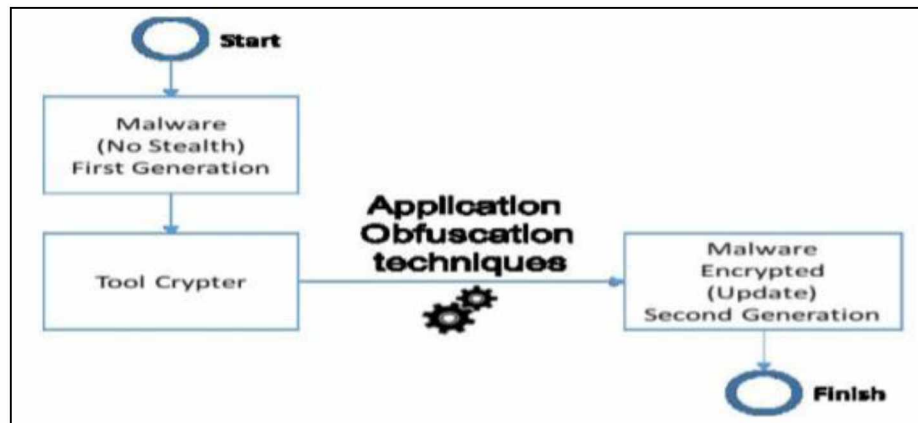 Start
Malware
(No Stealth)
First Generation
Application
Obfuscation
techniques
Tool Crypter
Malware
Encrypted
(Update)
Second Generation
Finish